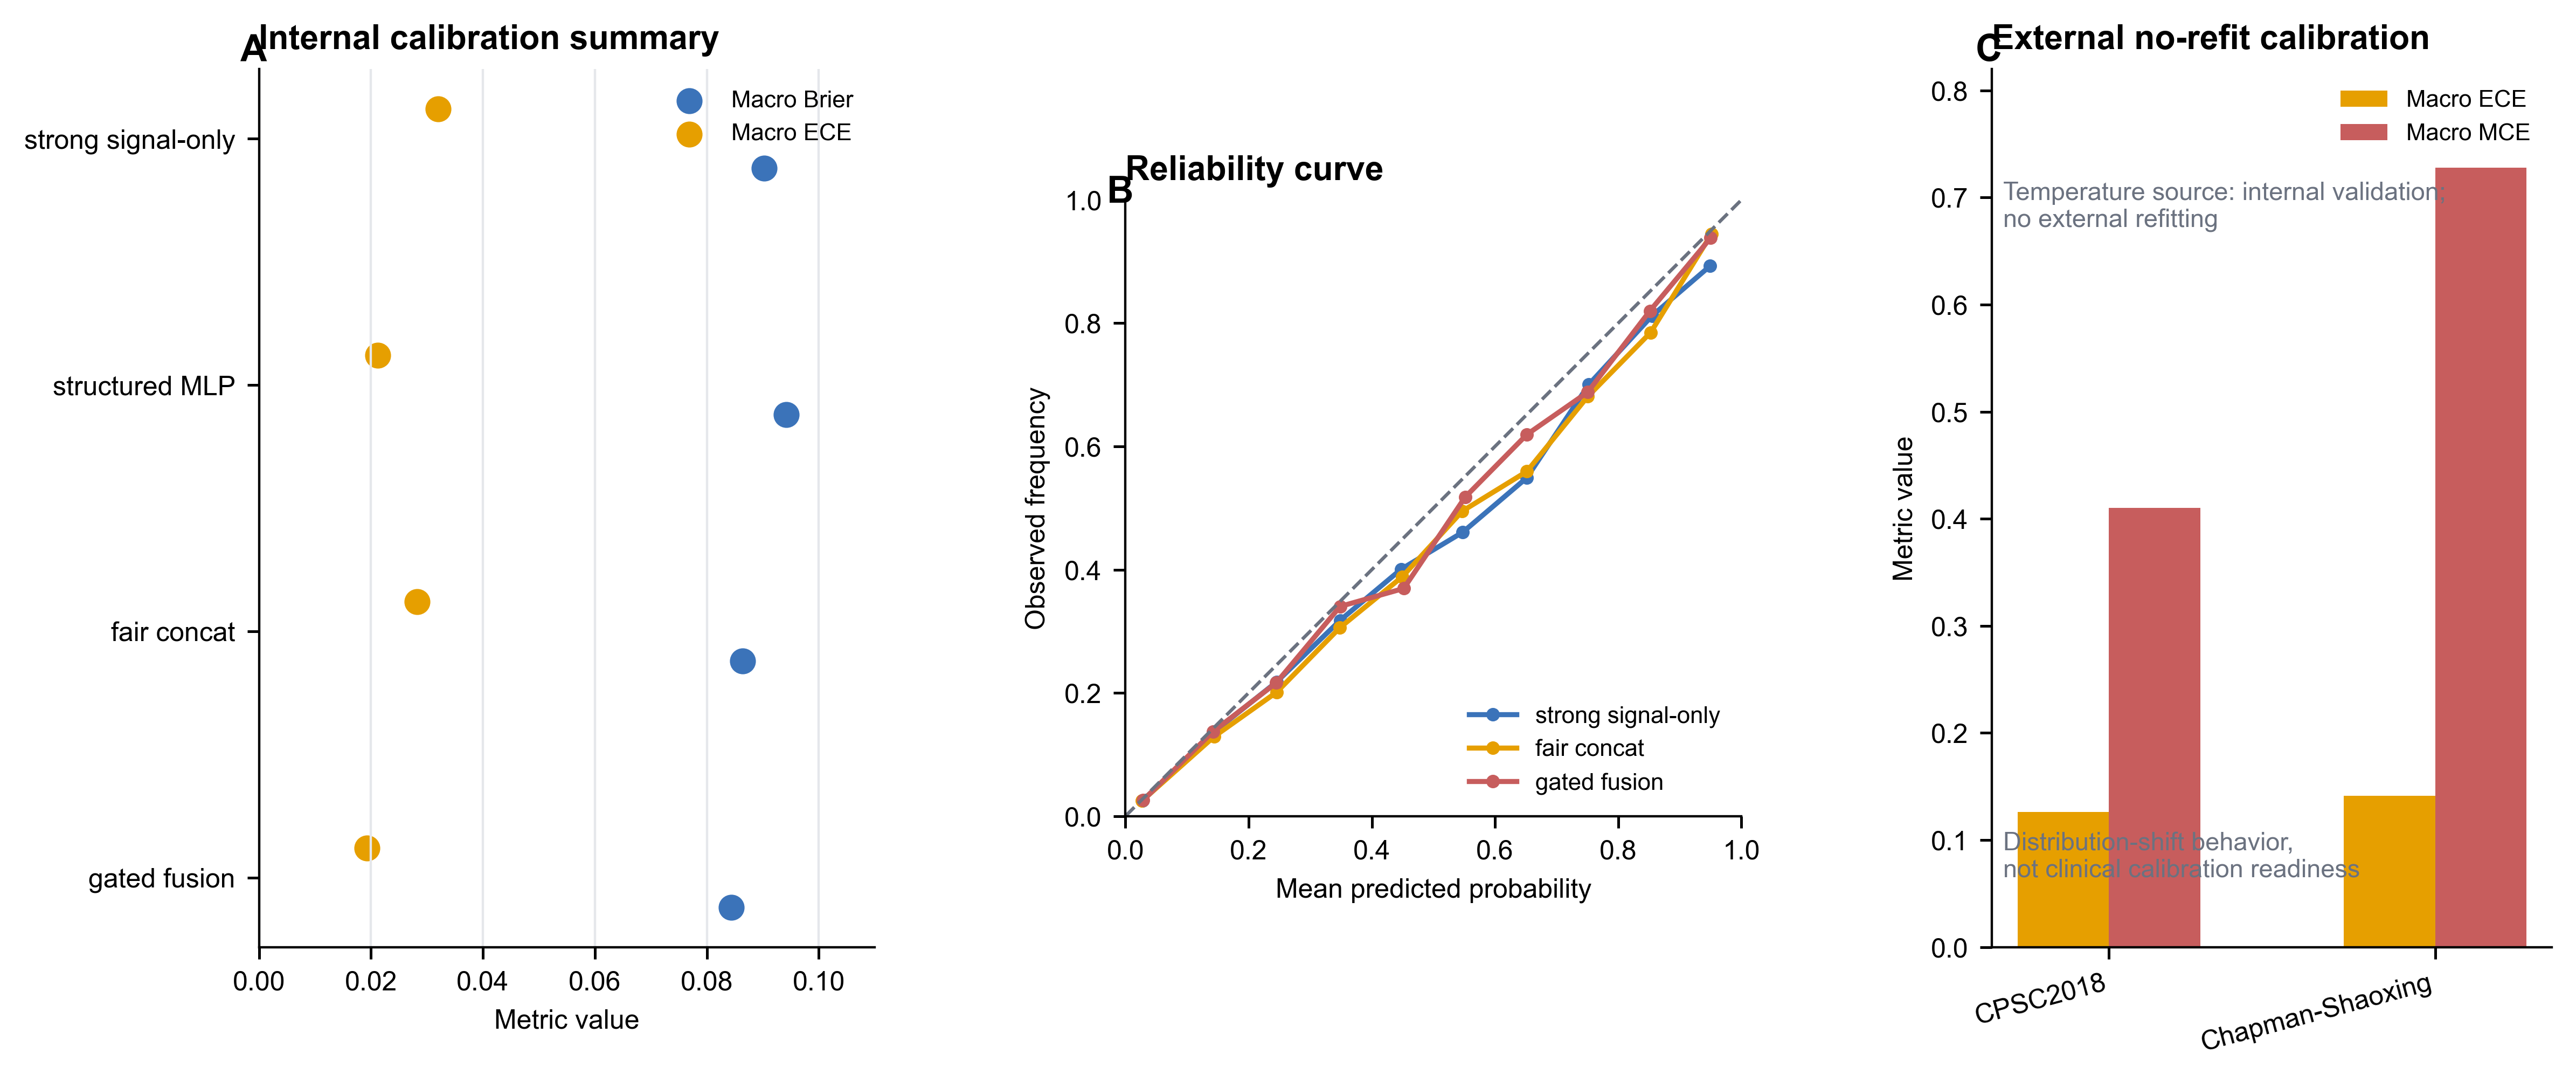 A
Internal calibration summary
Macro Brier
Macro ECE
strong signal-only
structured MLP
fair concat
gated fusion
0.00 0.02 0.04 0.06 0.08 0.10
Metric value
B
Reliability curve
1.0
0.8
0.6
0.4
0.2
0.0
Observed frequency
strong signal-only
fair concat
gated fusion
0.0 0.2 0.4 0.6 0.8 1.0
Mean predicted probability
C
External no-refit calibration
Macro ECE
Macro MCE
0.8
0.7
0.6
0.5
0.4
0.3
0.2
0.1
0.0
Metric value
Temperature source: internal validation;
no external refitting
Distribution-shift behavior,
not clinical calibration readiness
CPSC2018
Chapman-Shaoxing